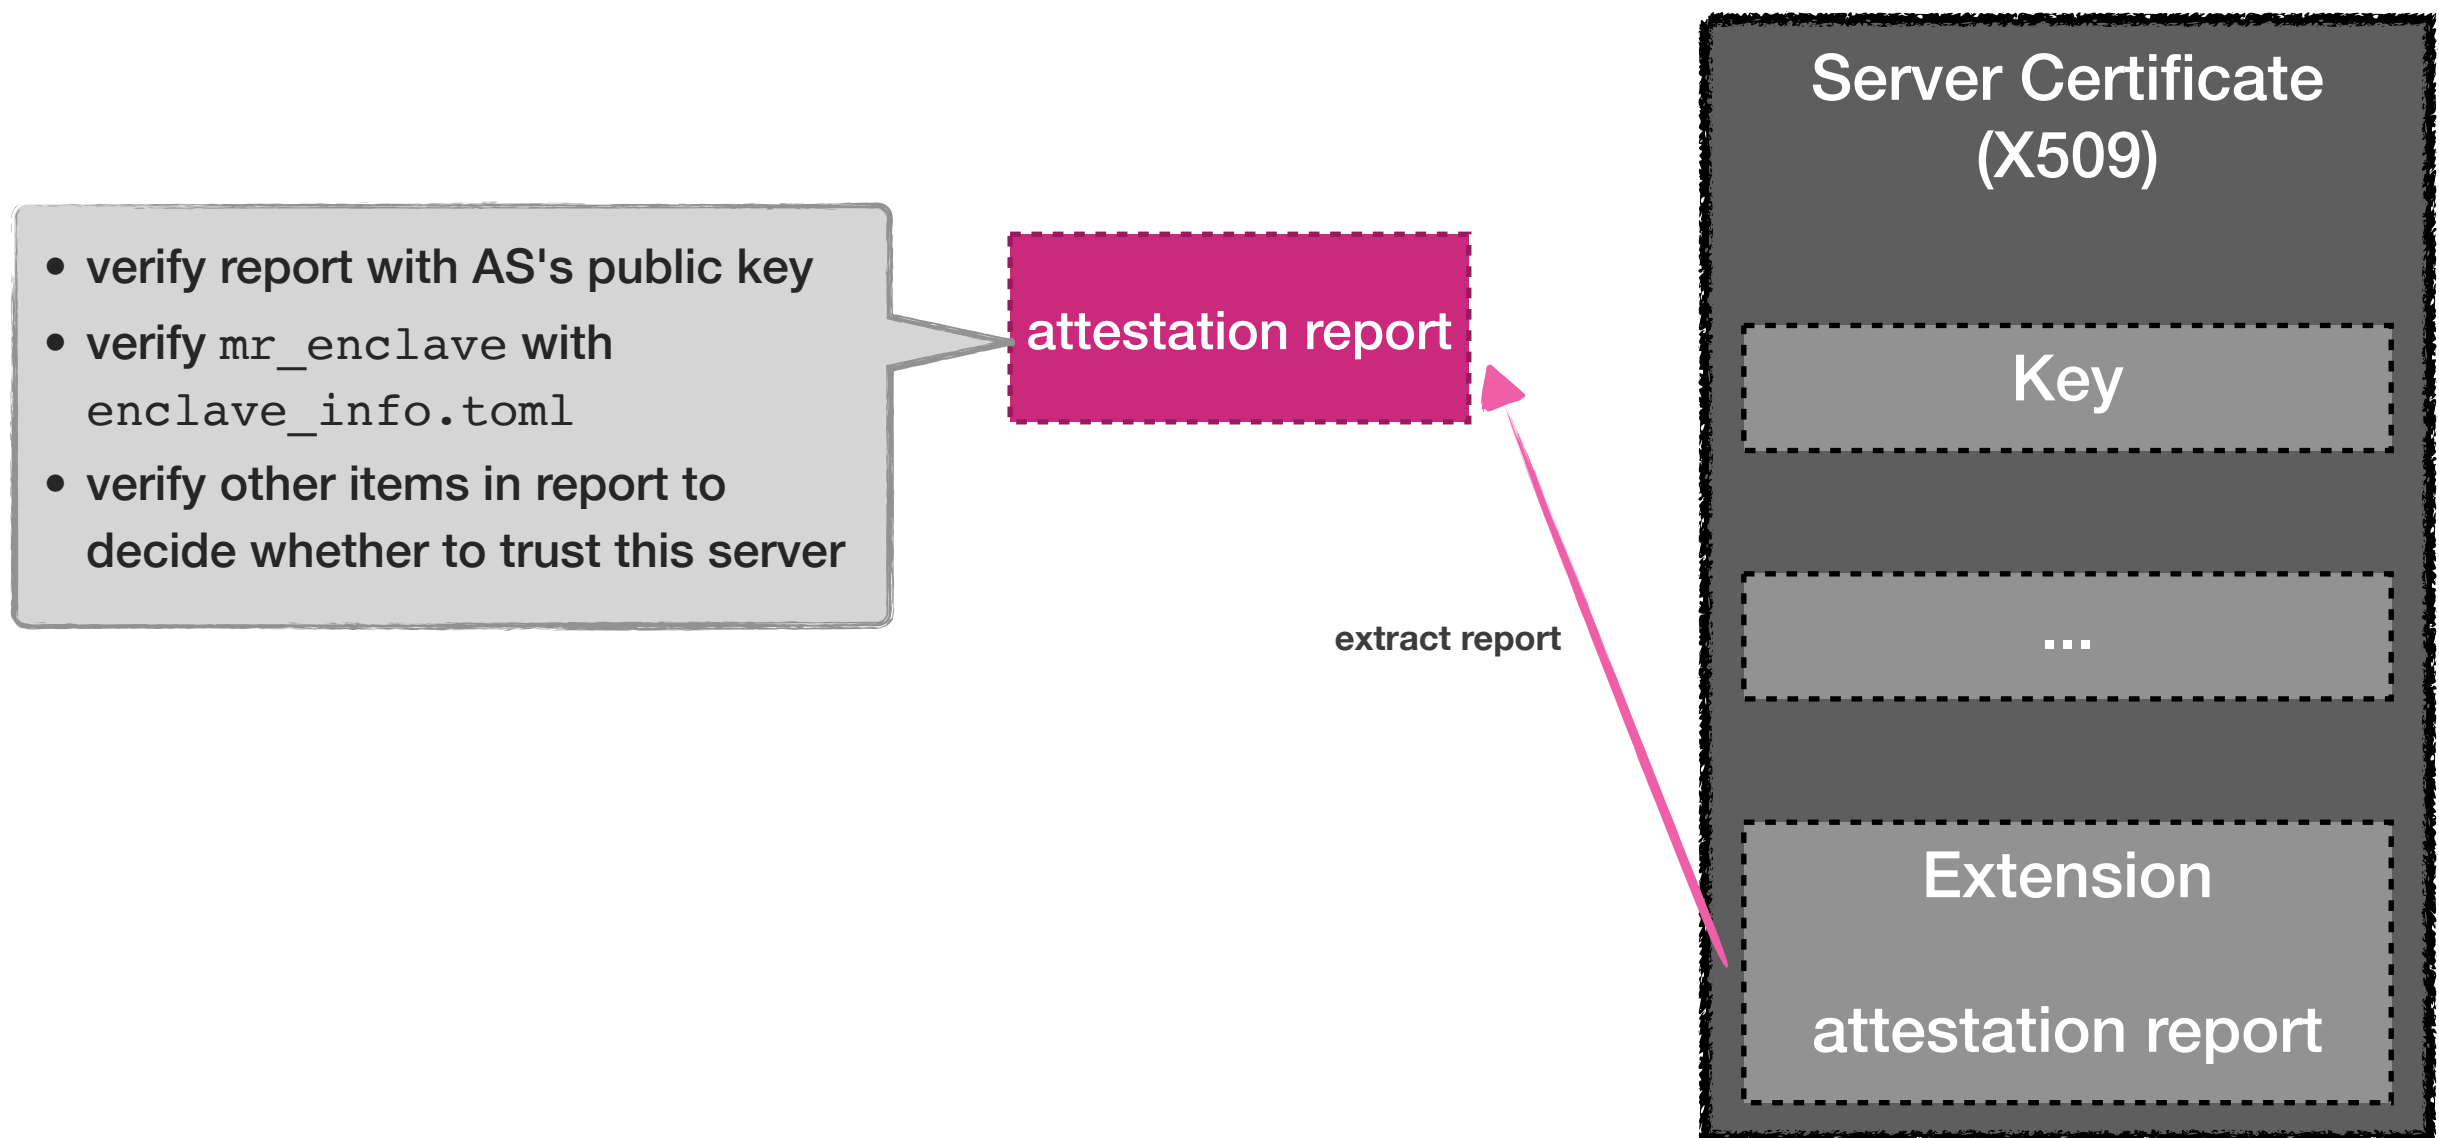 Server Certificate
(X509)
• verify report with AS's public key
• verify mr_enclave with
enclave_info.toml
• verify other items in report to
decide whether to trust this server
attestation report
extract report
Key
...
Extension
attestation report